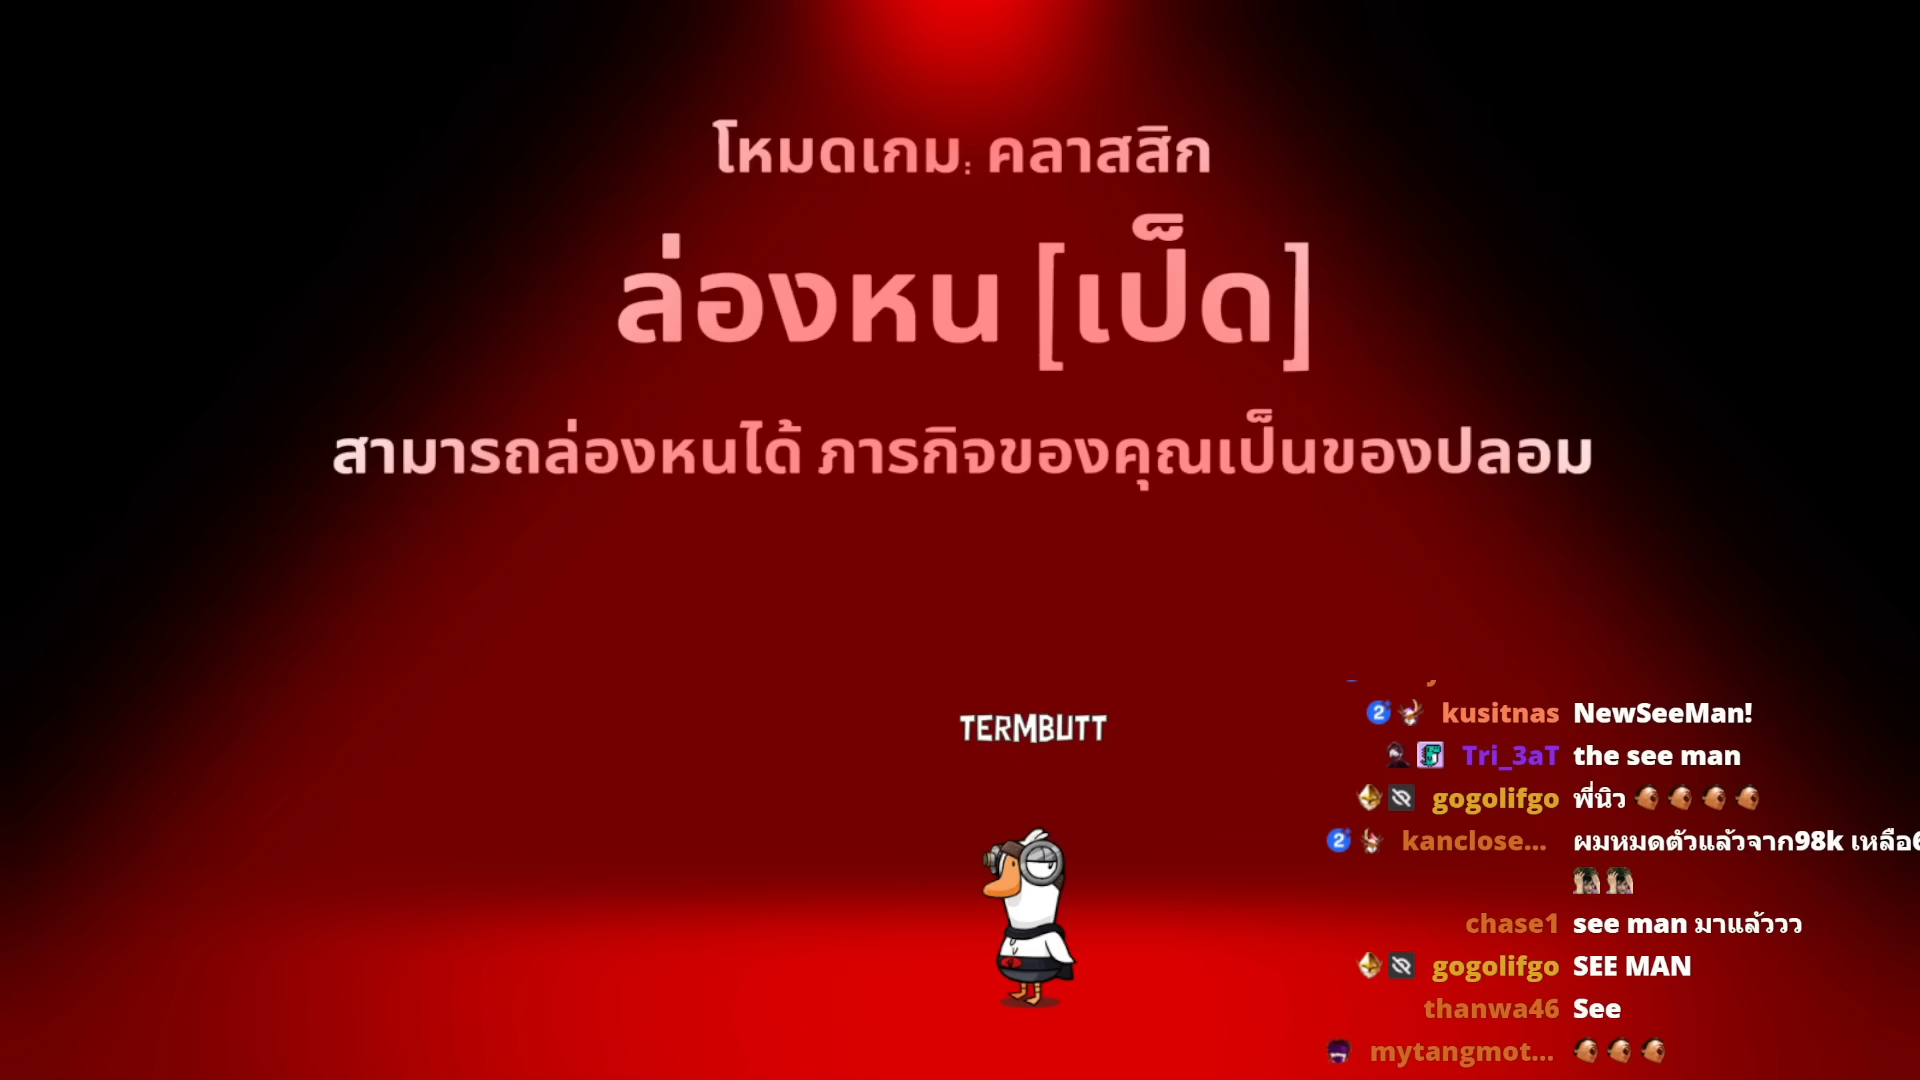 โหมดเกม: คลาสสิก
ล่องหน [เป็ด]
สามารถล่องหนได้ ภารกิจของคุณเป็นของปลอม
TERMBUTT
2 kusitnas NewSeeMan!
Tri_3aT the see man
gogolifgo พี่นิว
2 kanclose... ผมหมดตัวแล้วจาก98k เหลือ6
chase1 see man มาแล้ววว
gogolifgo SEE MAN
thanwa46 See
mytangmot...